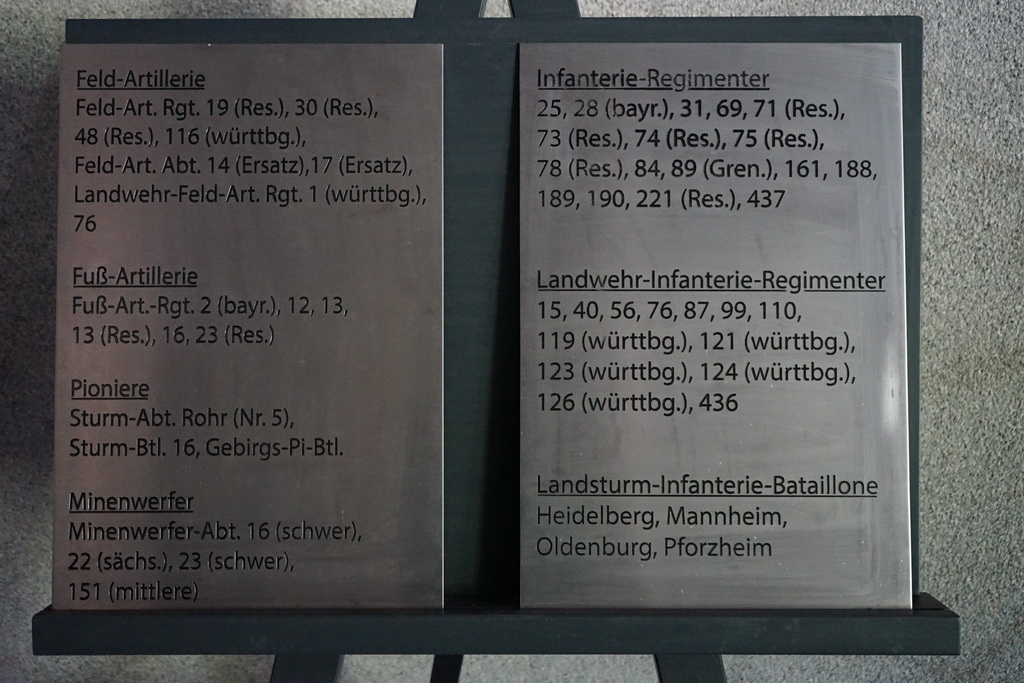 Feld-Artillerie
Feld-Art. Rgt. 19 (Res.), 30 (Res.),
48 (Res.), 116 (württbg.),
Feld-Art. Abt. 14 (Ersatz),17 (Ersatz),
Landwehr-Feld-Art. Rgt. 1 (württbg.),
76
Fuß-Artillerie
Fuß-Art.-Rgt. 2 (bayr.), 12, 13,
13 (Res.), 16, 23 (Res.)
Pioniere
Sturm-Abt. Rohr (Nr. 5),
Sturm-Btl. 16, Gebirgs-Pi-Btl.
Minenwerfer
Minenwerfer-Abt. 16 (schwer),
22 (sächs.), 23 (schwer),
151 (mittlere)
Infanterie-Regimenter
25, 28 (bayr.), 31, 69, 71 (Res.),
73 (Res.), 74 (Res.), 75 (Res.),
78 (Res.), 84, 89 (Gren.), 161, 188,
189, 190, 221 (Res.), 437
Landwehr-Infanterie-Regimenter
15, 40, 56, 76, 87, 99, 110,
119 (württbg.), 121 (württbg.),
123 (württbg.), 124 (württbg.),
126 (württbg.), 436
Landsturm-Infanterie-Bataillone
Heidelberg, Mannheim,
Oldenburg, Pforzheim